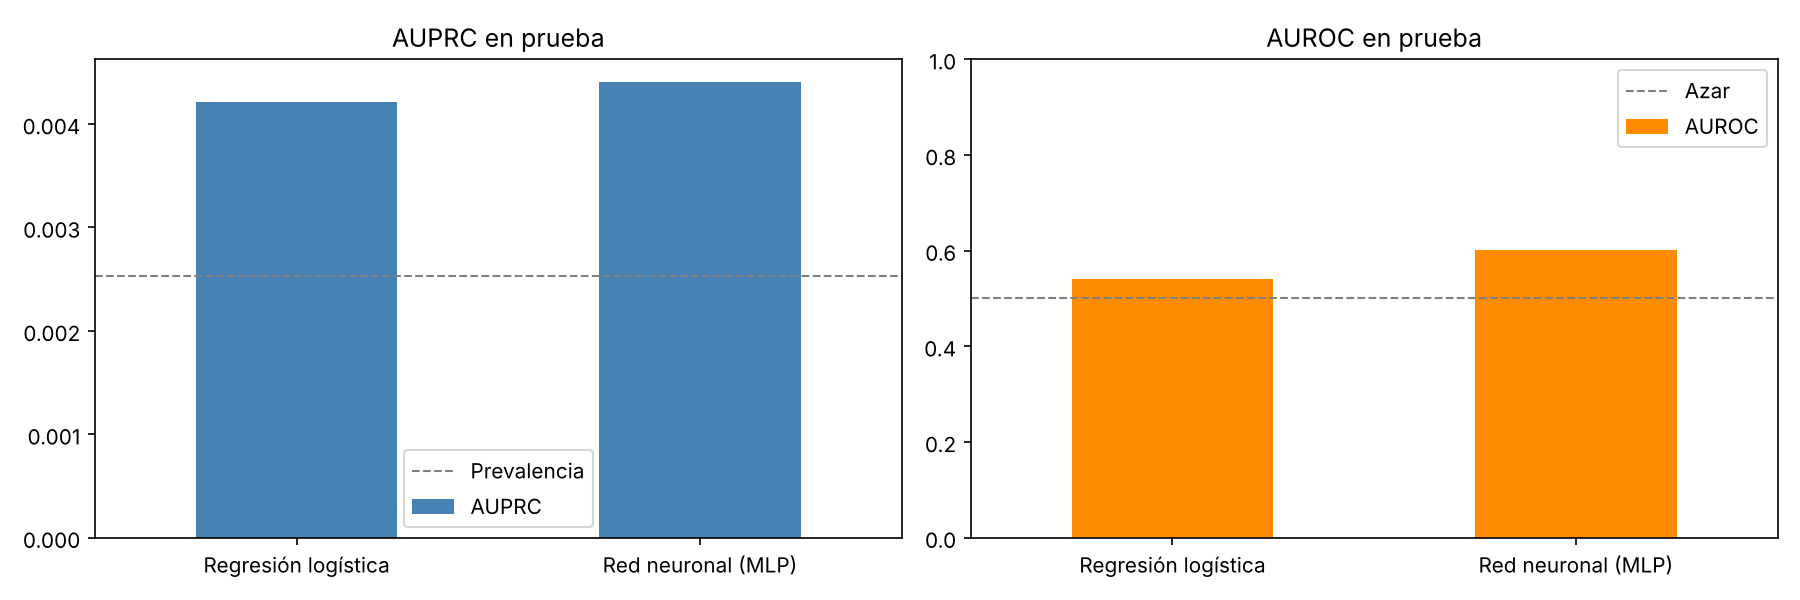 AUPRC en prueba
0.004
0.003
0.002
0.001
0.000
Prevalencia
AUPRC
Regresión logística
Red neuronal (MLP)
AUROC en prueba
1.0
0.8
0.6
0.4
0.2
0.0
Azar
AUROC
Regresión logística
Red neuronal (MLP)